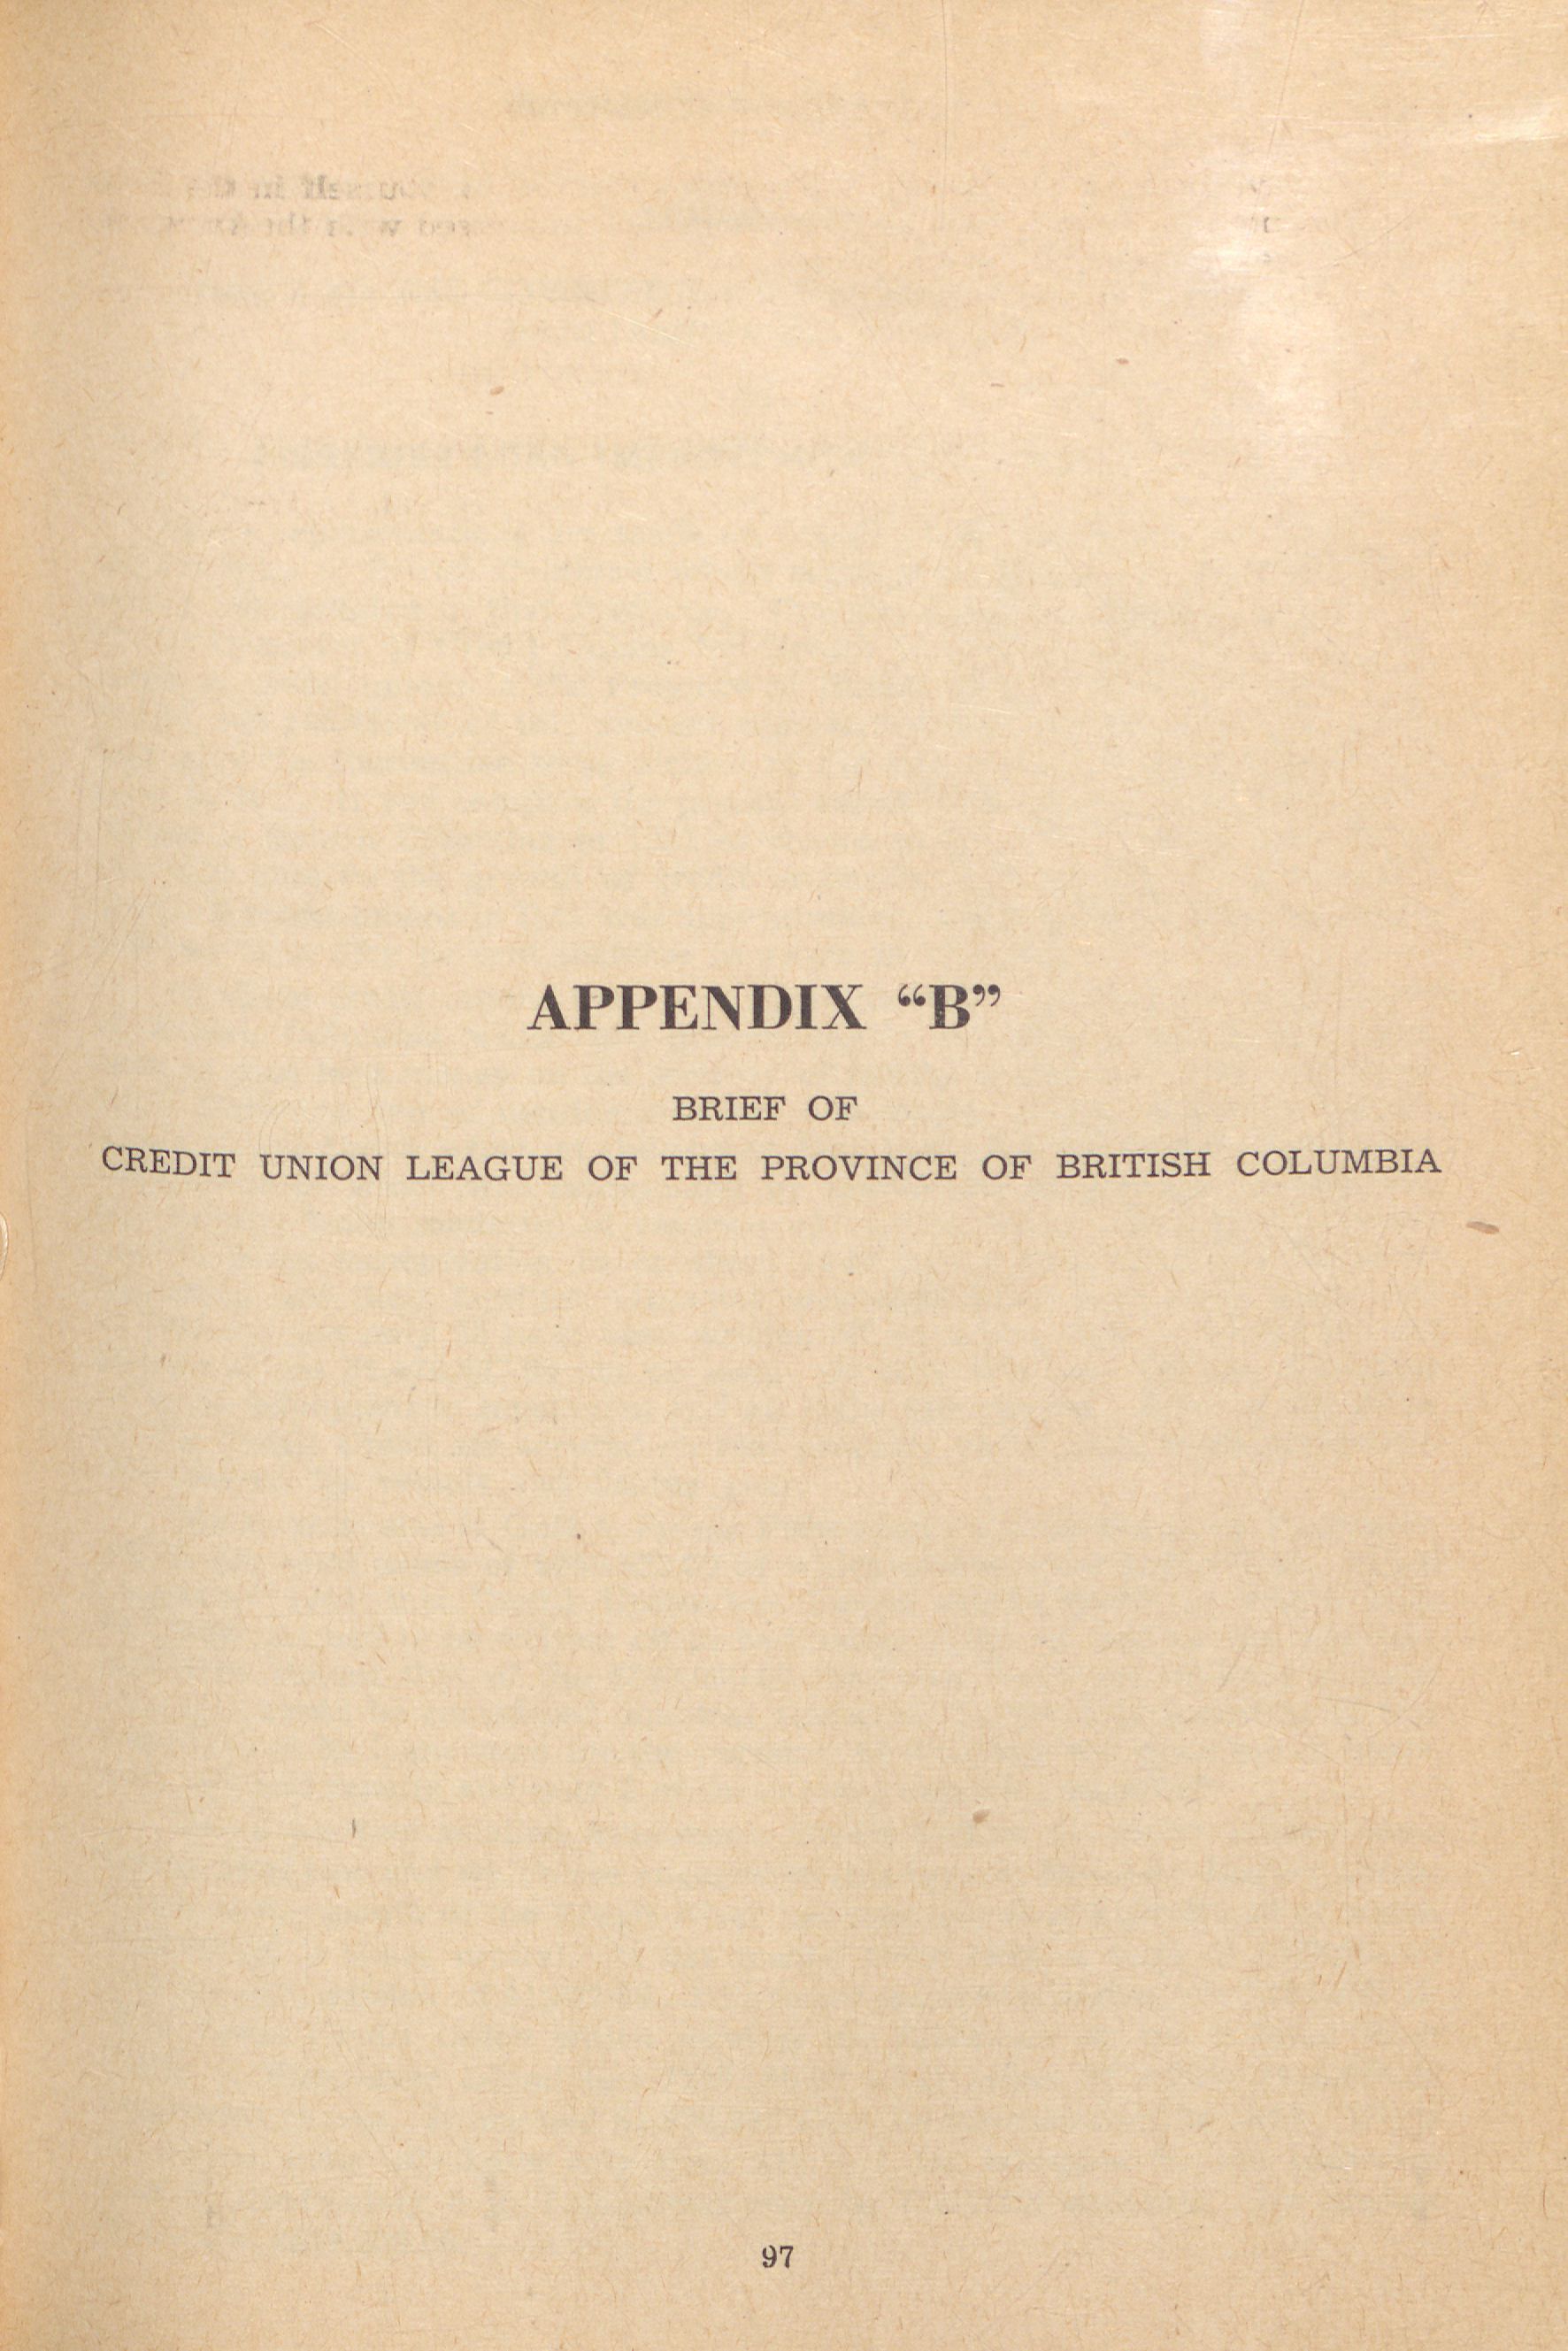 APPENDIX “B”
BRIEF OF
CREDIT UNION LEAGUE OF THE PROVINCE OF BRITISH COLUMBIA
97